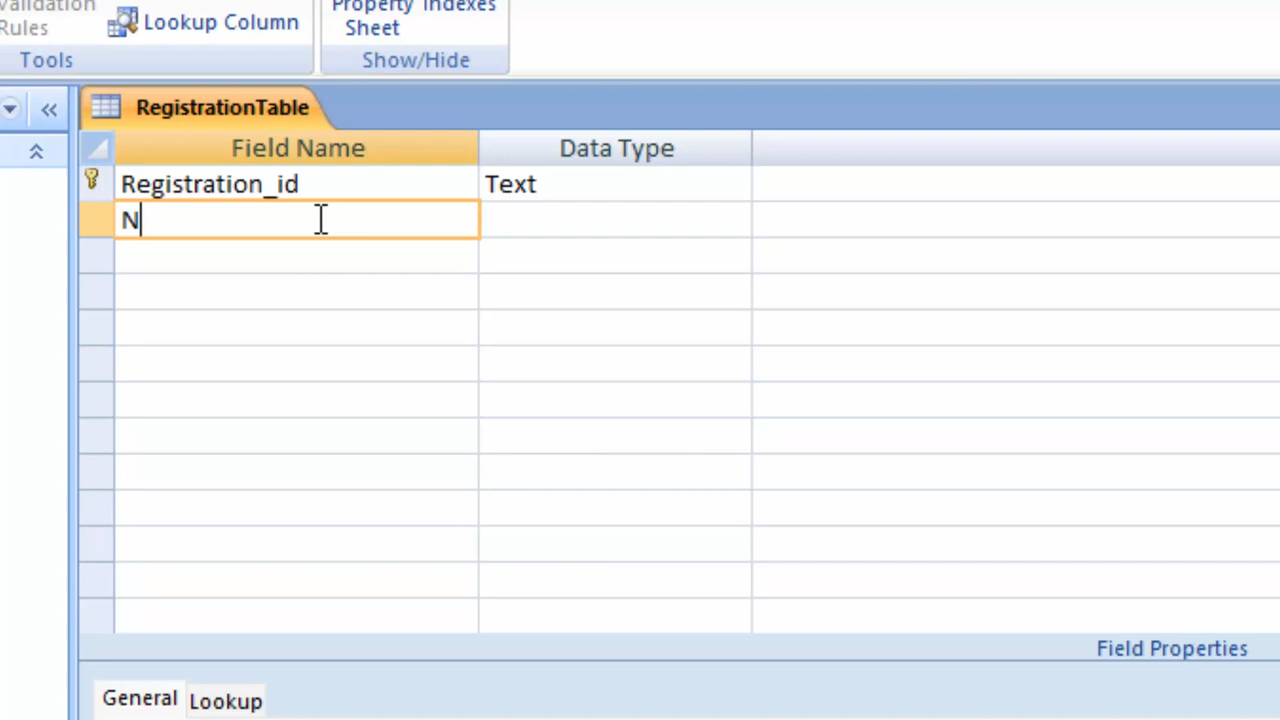 Validation
Rules
Lookup Column
Property Indexes
Sheet
Tools
Show/Hide
RegistrationTable
Field Name
Data Type
Registration_id
Text
N
Field Properties
General
Lookup